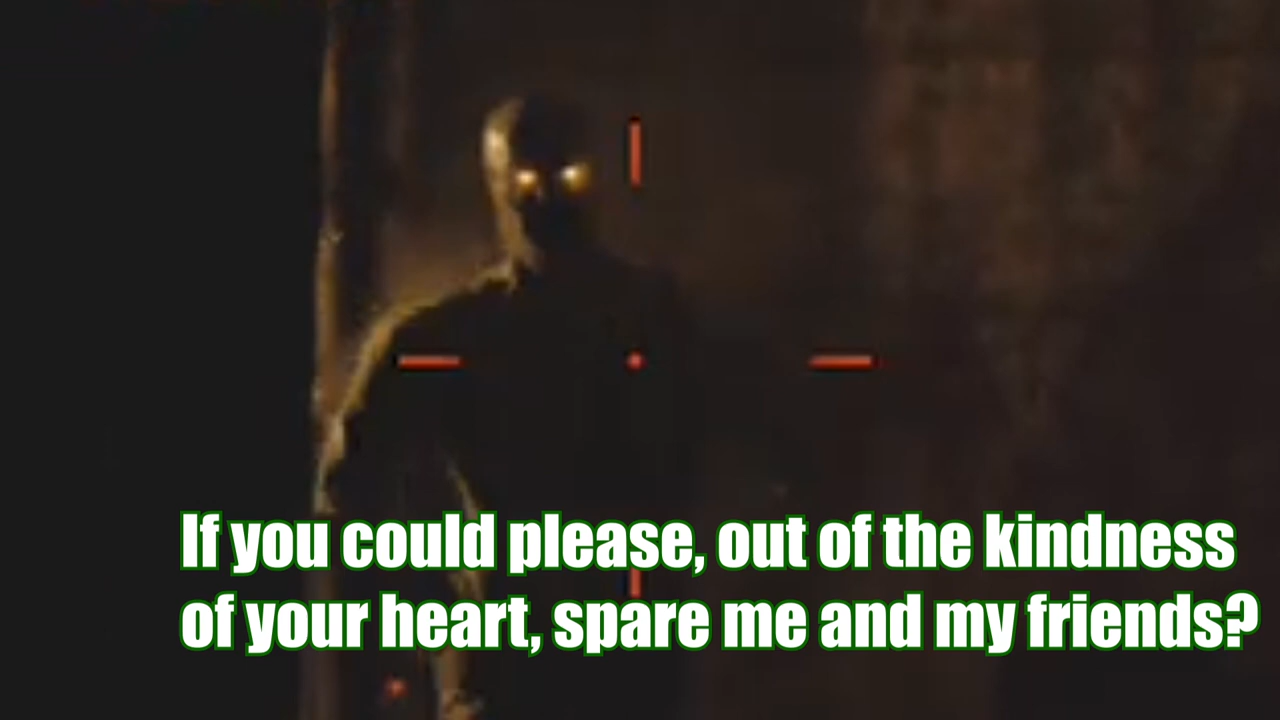 If you could please, out of the kindness
of your heart, spare me and my friends?